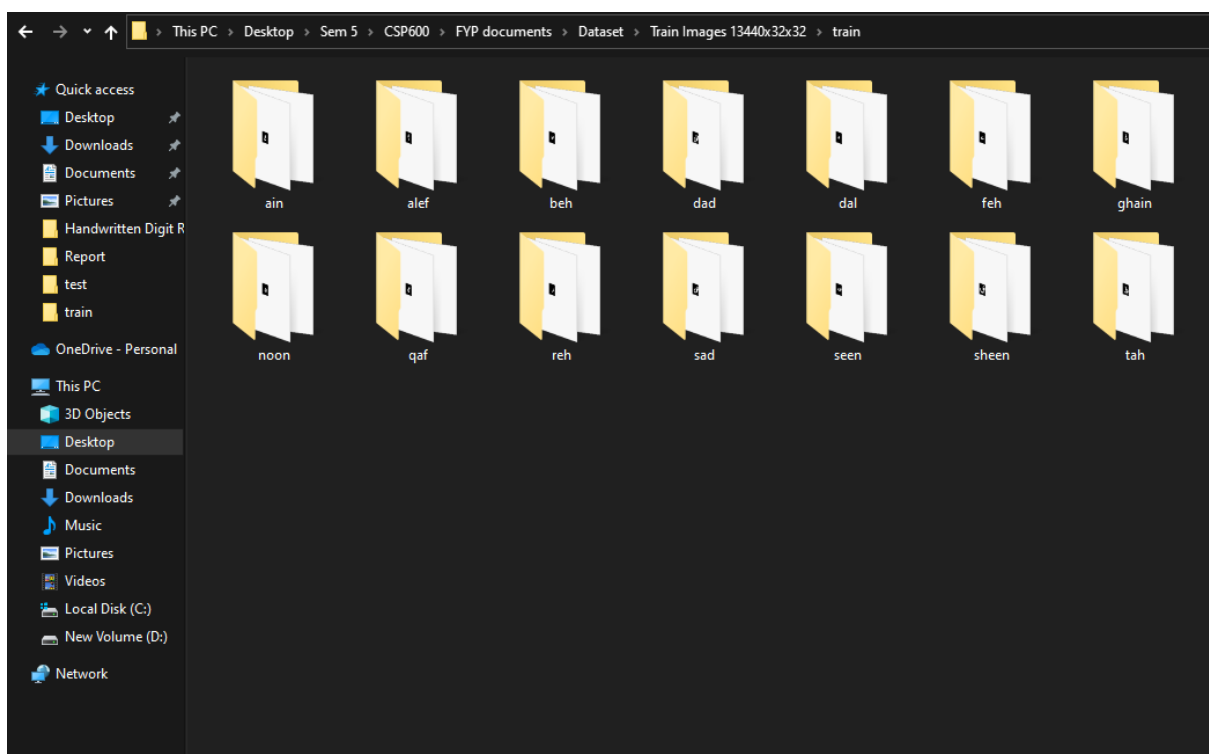 This PC > Desktop > Sem 5 > CSP600 > FYP documents > Dataset > Train Images 13440x32x32 > train
Quick access
Desktop
Downloads
Documents
Pictures
Handwritten Digit R
Report
test
train
OneDrive - Personal
This PC
3D Objects
Desktop
Documents
Downloads
Music
Pictures
Videos
Local Disk (C:)
New Volume (D:)
Network
ain alef beh dad dal feh ghain
noon qaf reh sad seen sheen tah